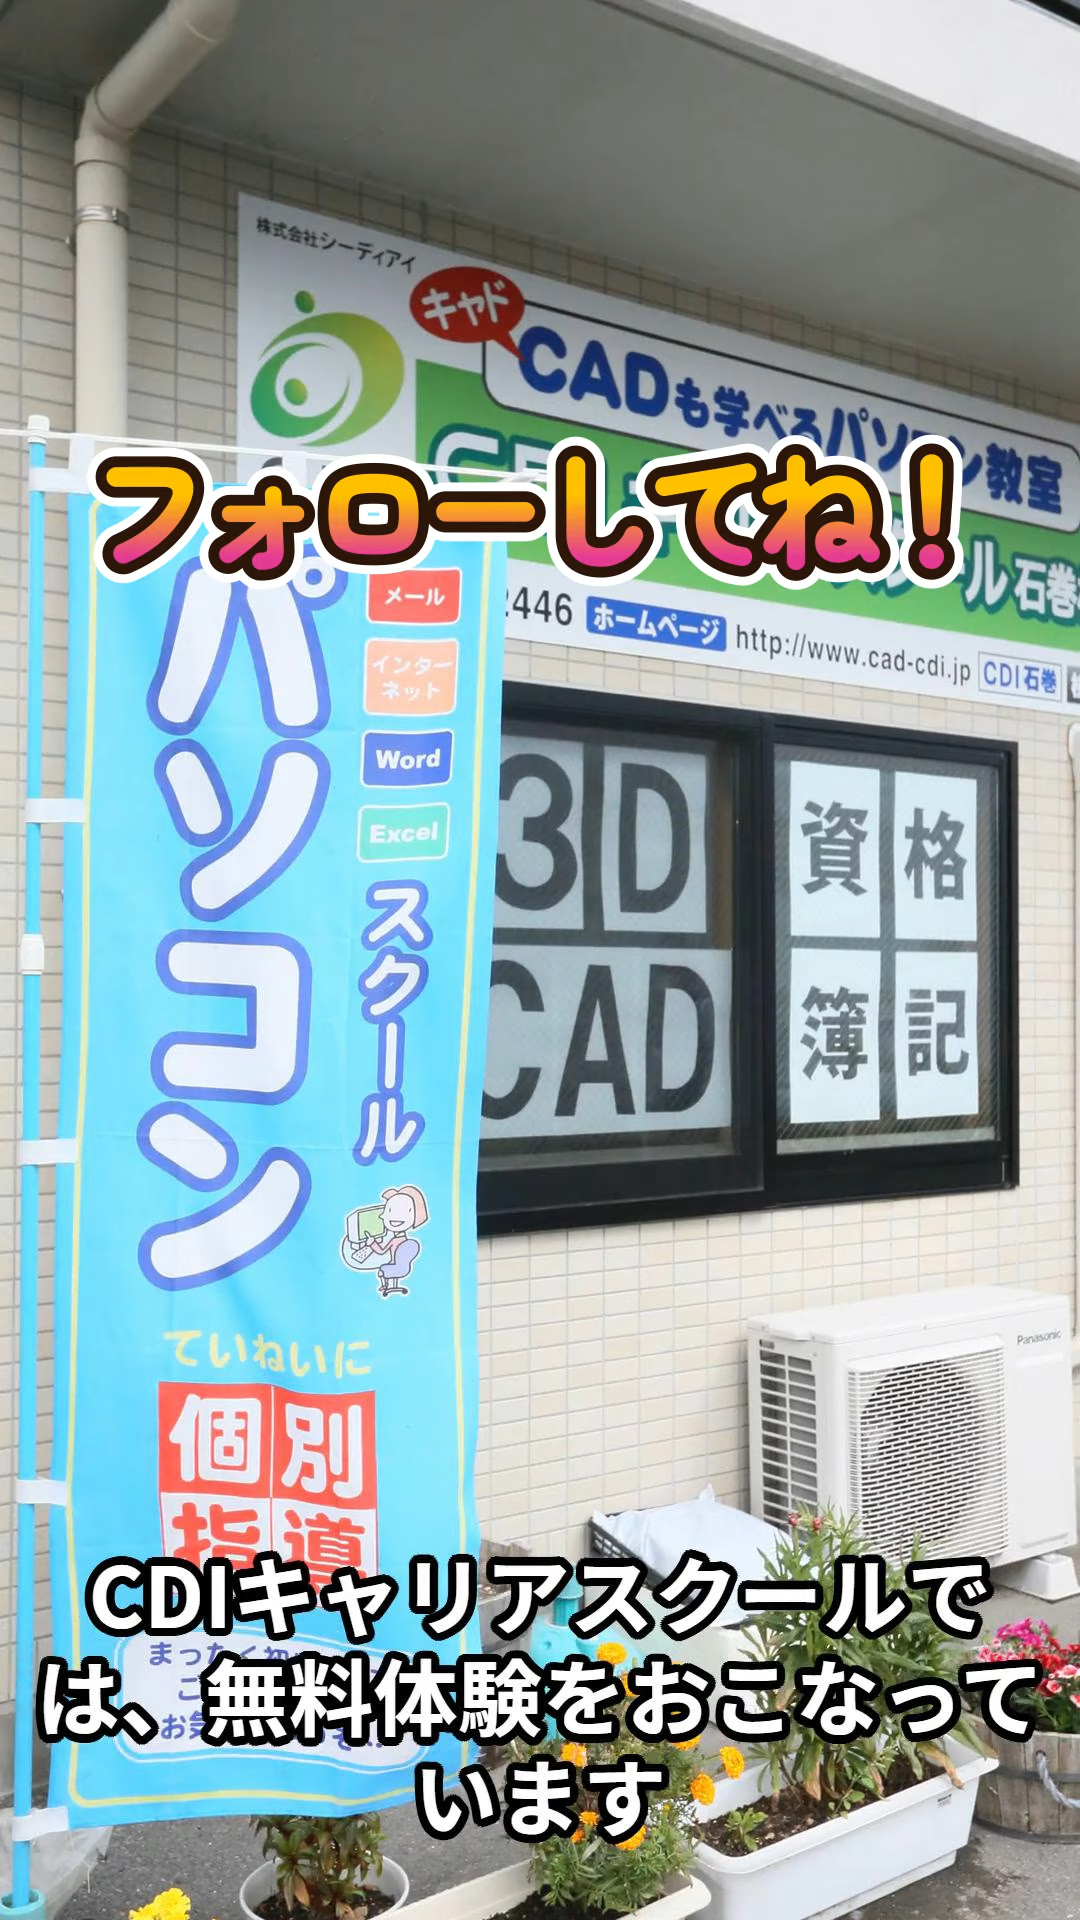 株式会社シーディアイ
キャド
CADも学べるパソコン教室
フォローしてね！
ール 石巻
2446 ホームページ http://www.cad-cdi.jp CDI石巻
パソコン
メール
インター
ネット
Word
Excel
スクール
3D
CAD
資格
簿記
ていねいに
個別
指導
Panasonic
CDIキャリアスクールで
は、無料体験をおこなって
います